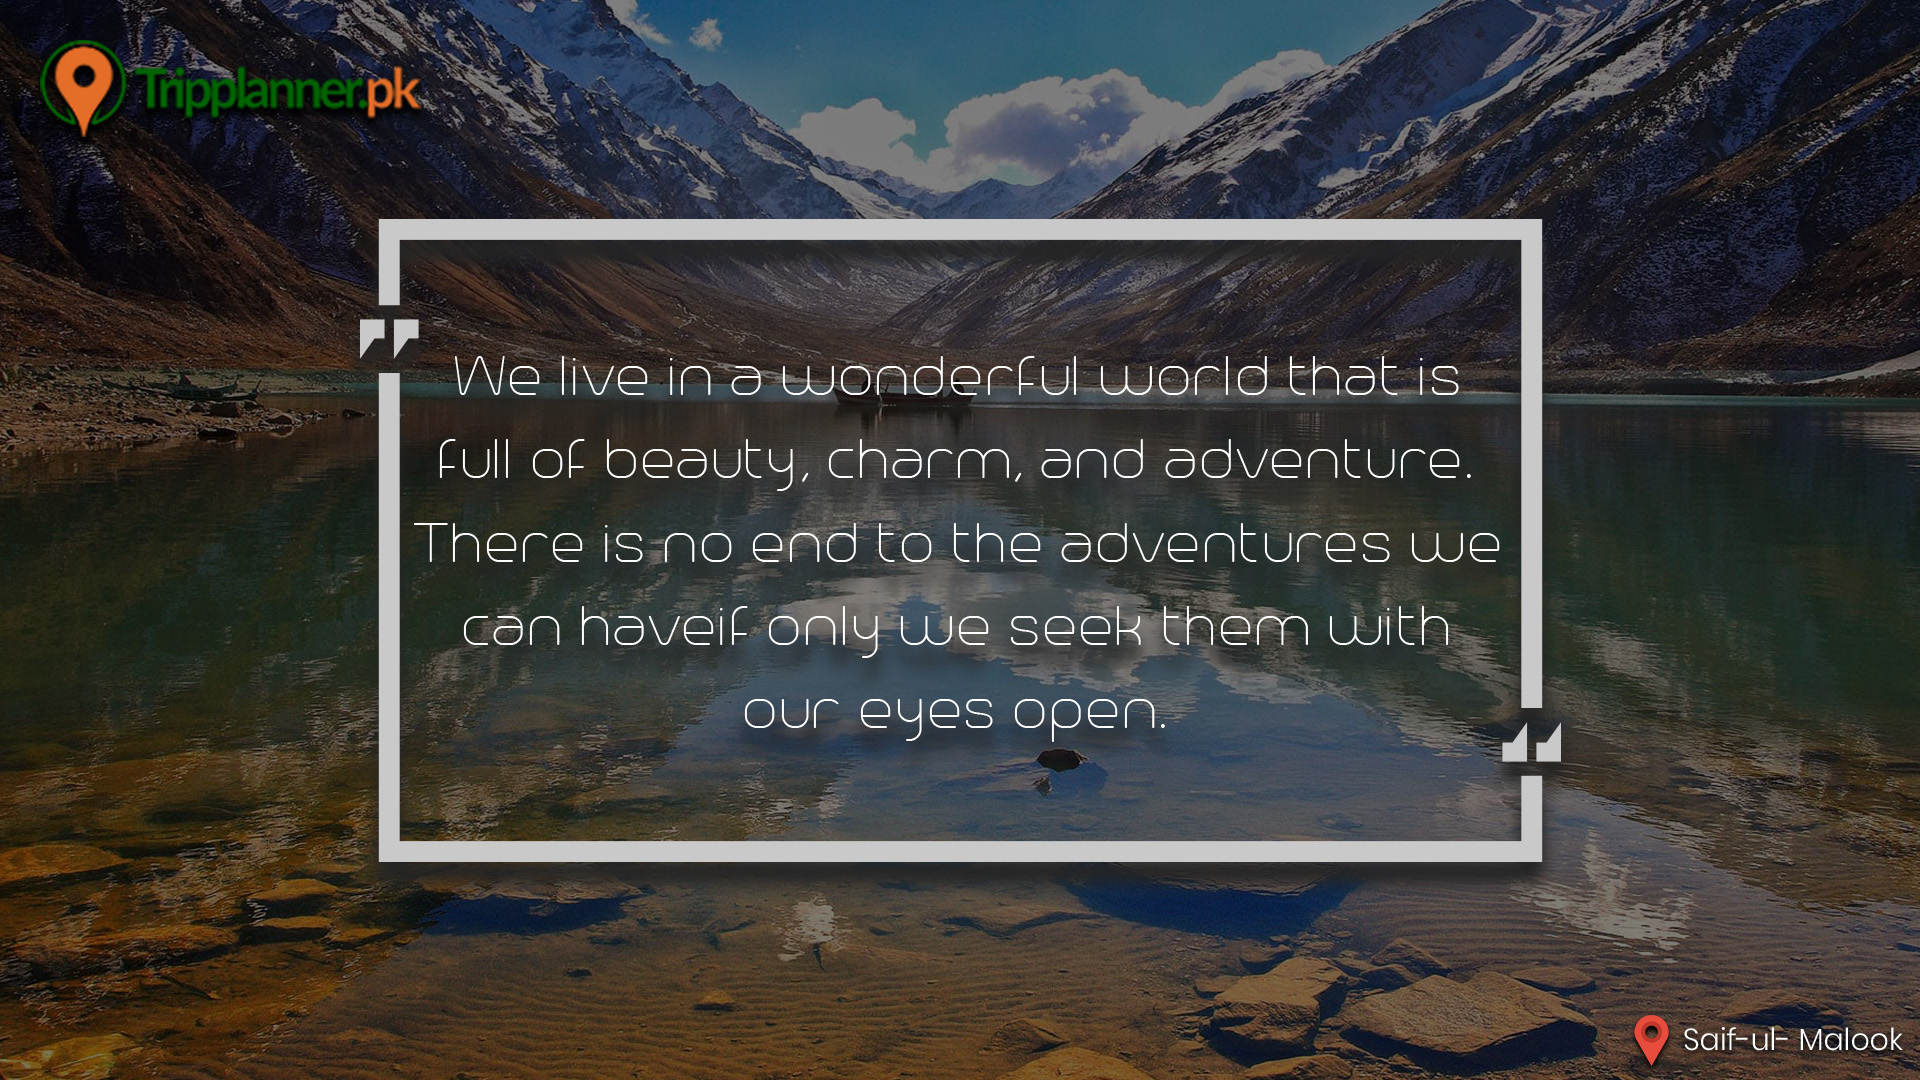 Tripplanner.pk
We live in a wonderful world that is
full of beauty, charm, and adventure.
There is no end to the adventures we
can haveif only we seek them with
our eyes open.
Saif-ul- Malook